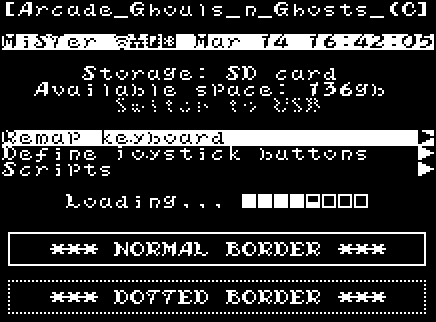 [Arcade_Ghouls_n_Ghosts_(C)]
MiSTer Mar 14 16:42:05
Storage: SD card
Available space: 136gb
Switch to USB
Remap keyboard
Define joystick buttons
Scripts
Loading...
*** NORMAL BORDER ***
*** DOTTED BORDER ***